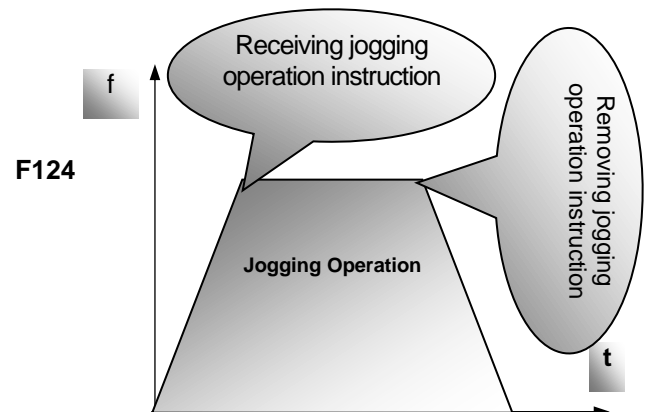 Receiving jogging
operation instruction
f
F124
Removing jogging
operation instruction
Jogging Operation
t